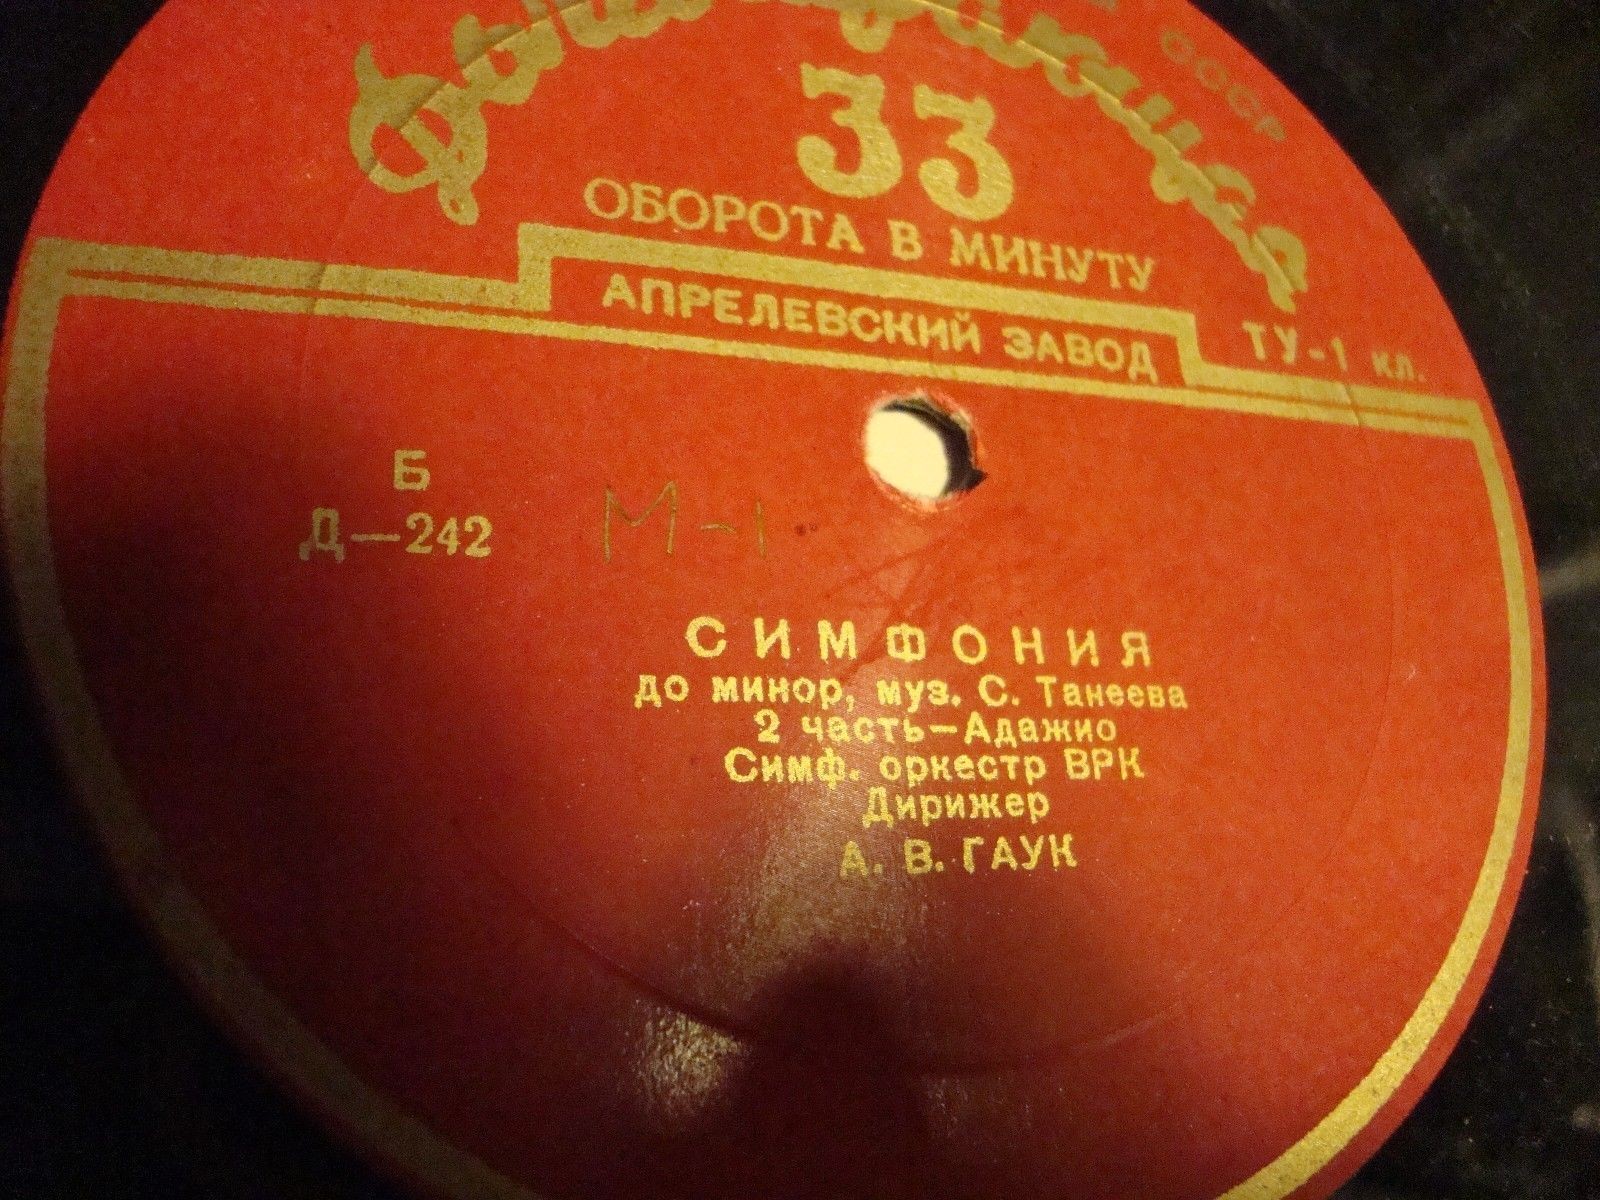 Долгоиграющая
СССР
33
ОБОРОТА В МИНУТУ
АПРЕЛЕВСКИЙ ЗАВОД
ТУ-1 кл.
Б
Д—242
М-1
СИМФОНИЯ
до минор, муз. С. Танеева
2 часть—Адажио
Симф. оркестр ВРК
Дирижер
А. В. ГАУК